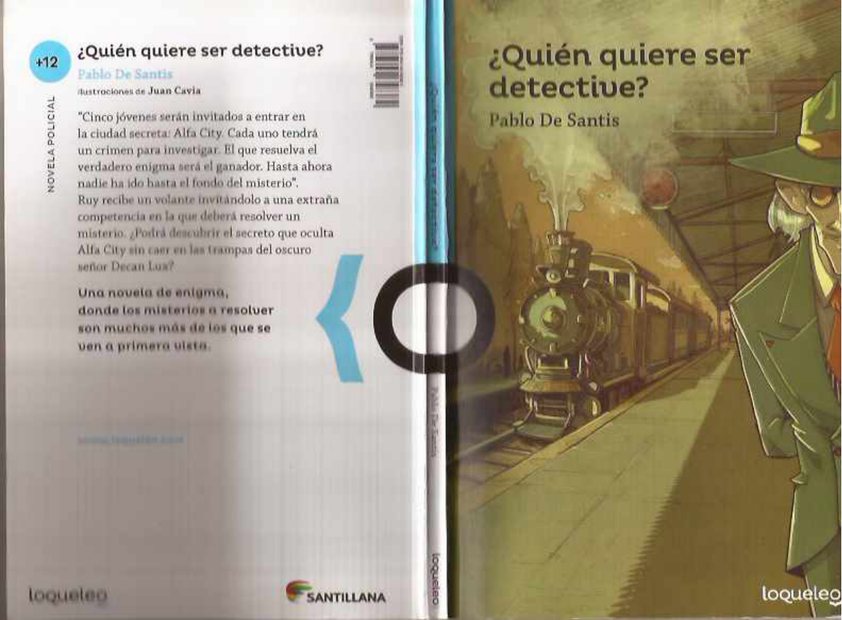 +12
¿Quién quiere ser detective?
Pablo De Santis
Ilustraciones de Juan Cavia
NOVELA POLICIAL
"Cinco jóvenes serán invitados a entrar en
la ciudad secreta: Alfa City. Cada uno tendrá
un crimen para investigar. El que resuelva el
verdadero enigma será el ganador. Hasta ahora
nadie ha ido hasta el fondo del misterio".
Ruy recibe un volante invitándolo a una extraña
competencia en la que deberá resolver un
misterio. ¿Podrá descubrir el secreto que oculta
Alfa City sin caer en las trampas del oscuro
señor Decan Lua?
Una novela de enigma,
donde los misterios a resolver
son muchos más de los que se
ven a primera vista.
www.loqueleo.com
loqueleo
SANTILLANA
¿Quién quiere ser detective?
Pablo De Santis
loqueleo
¿Quién quiere ser
detective?
Pablo De Santis
loqueleo